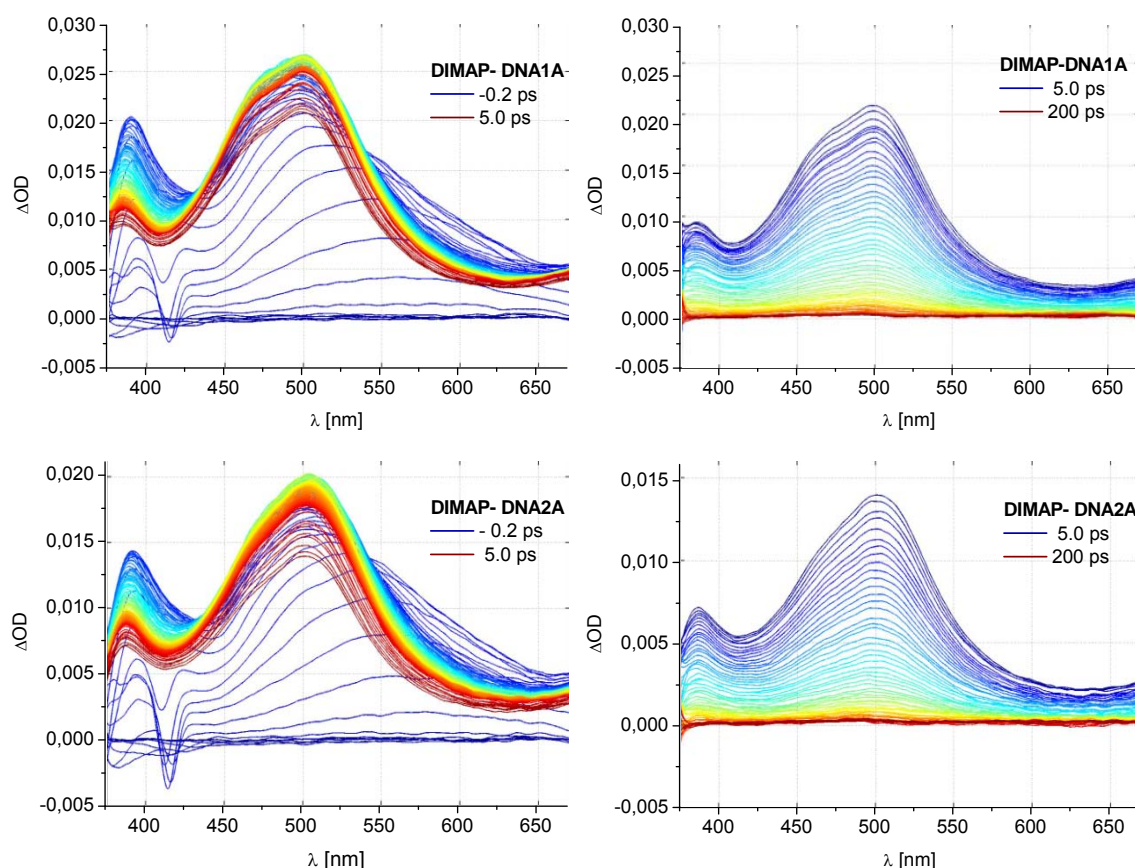 0,030
0,025
0,020
0,015
0,010
0,005
0,000
-0,005
ΔOD
400 450 500 550 600 650
λ [nm]
DIMAP- DNA1A
-0.2 ps
5.0 ps
0,030
0,025
0,020
0,015
0,010
0,005
0,000
-0,005
ΔOD
400 450 500 550 600 650
λ [nm]
DIMAP-DNA1A
5.0 ps
200 ps
0,020
0,015
0,010
0,005
0,000
-0,005
ΔOD
400 450 500 550 600 650
λ [nm]
DIMAP- DNA2A
- 0.2 ps
5.0 ps
0,015
0,010
0,005
0,000
-0,005
ΔOD
400 450 500 550 600 650
λ [nm]
DIMAP- DNA2A
5.0 ps
200 ps